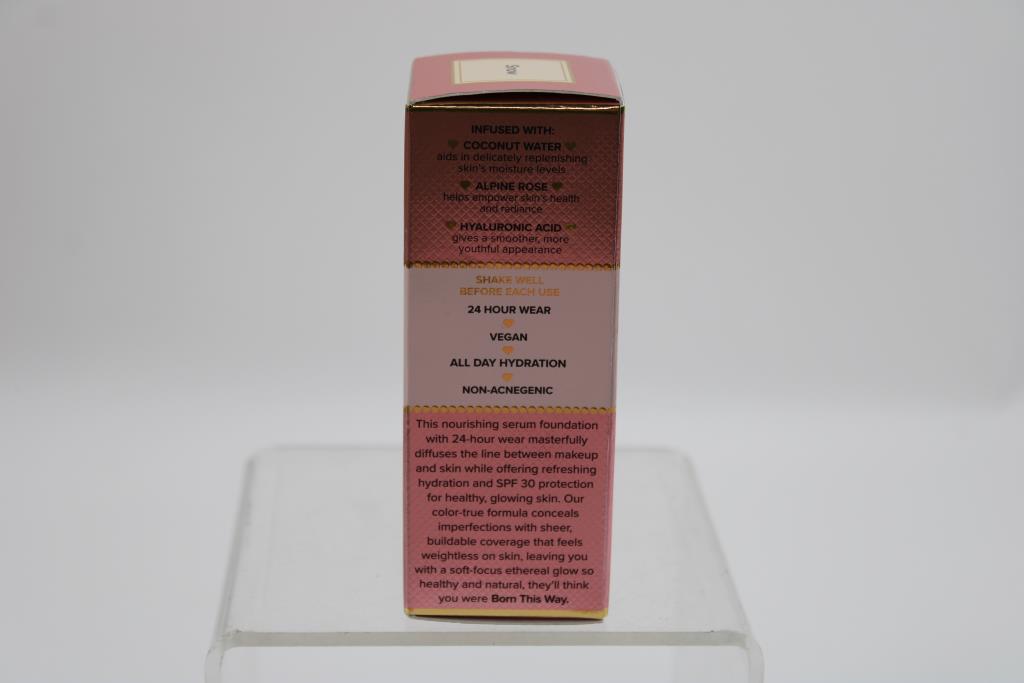 Snow
INFUSED WITH:
COCONUT WATER
aids in delicately replenishing
skin's moisture levels
ALPINE ROSE
helps empower skin's health
and radiance
HYALURONIC ACID
gives a smoother, more
youthful appearance
SHAKE WELL
BEFORE EACH USE
24 HOUR WEAR
VEGAN
ALL DAY HYDRATION
NON-ACNEGENIC
This nourishing serum foundation
with 24-hour wear masterfully
diffuses the line between makeup
and skin while offering refreshing
hydration and SPF 30 protection
for healthy, glowing skin. Our
color-true formula conceals
imperfections with sheer,
buildable coverage that feels
weightless on skin, leaving you
with a soft-focus ethereal glow so
healthy and natural, they'll think
you were Born This Way.